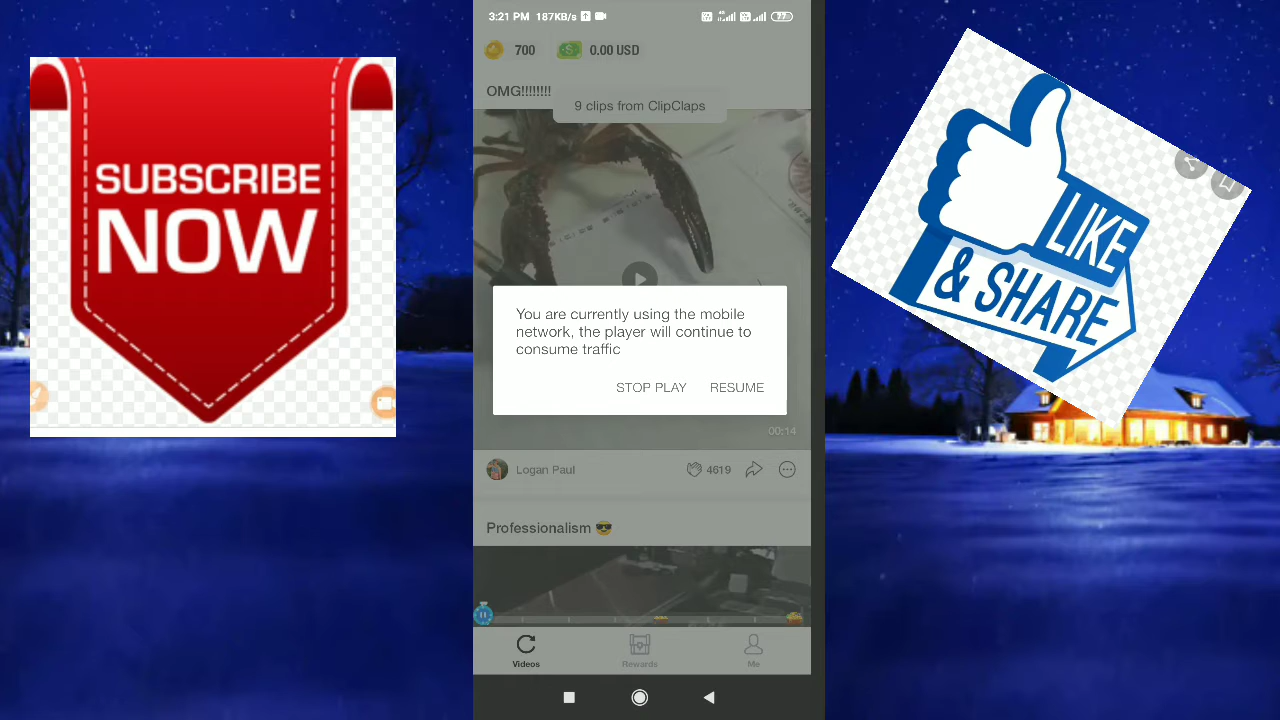 SUBSCRIBE
NOW
3:21 PM 187KB/s 77
700 0.00 USD
OMG!!!!!!!!
9 clips from ClipClaps
You are currently using the mobile
network, the player will continue to
consume traffic
STOP PLAY RESUME
00:14
Logan Paul 4619
Professionalism 😎
Videos Rewards Me
LIKE
& SHARE